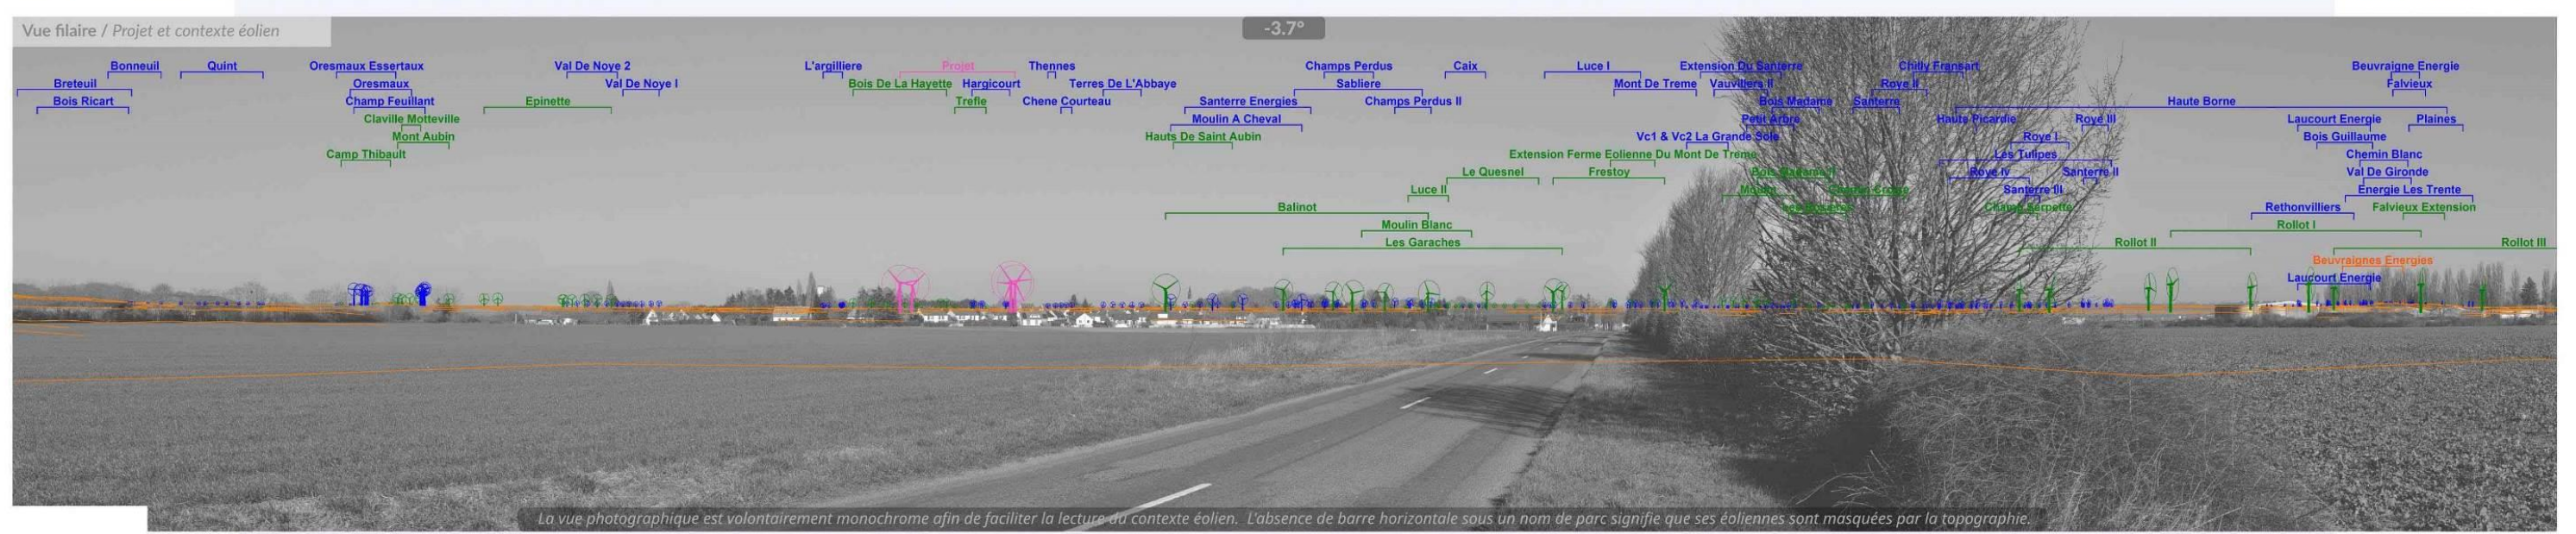 Vue filaire / Projet et contexte éolien
-3.7°
Bonneuil
Quint
Oresmaux Essertaux
Val De Noye 2
L'argilliere
Projet
Thennes
Champs Perdus
Caix
Luce I
Extension Du Santerre
Chilly Fransart
Beuvraigne Energie
Breteuil
Oresmaux
Val De Noye I
Bois De La Hayette
Hargicourt
Terres De L'Abbaye
Sabliere
Mont De Treme
Vauvillers II
Roye II
Falvieux
Bois Ricart
Champ Feuillant
Epinette
Trefle
Chene Courteau
Santerre Energies
Champs Perdus II
Bois Madame
Santerre
Haute Borne
Claville Motteville
Moulin A Cheval
Petit Arbre
Haute Picardie
Roye III
Laucourt Energie
Plaines
Mont Aubin
Hauts De Saint Aubin
Vc1 & Vc2 La Grande Sole
Roye I
Bois Guillaume
Camp Thibault
Extension Ferme Eolienne Du Mont De Treme
Les Tulipes
Chemin Blanc
Le Quesnel
Frestoy
Roye Iv
Santerre II
Val De Gironde
Luce II
Santerre III
Energie Les Trente
Balinot
Rethonvilliers
Falvieux Extension
Moulin Blanc
Rollot I
Les Garaches
Rollot II
Rollot III
Beuvraignes Energies
Laucourt Energie
La vue photographique est volontairement monochrome afin de faciliter la lecture du contexte éolien. L'absence de barre horizontale sous un nom de parc signifie que ses éoliennes sont masquées par la topographie.